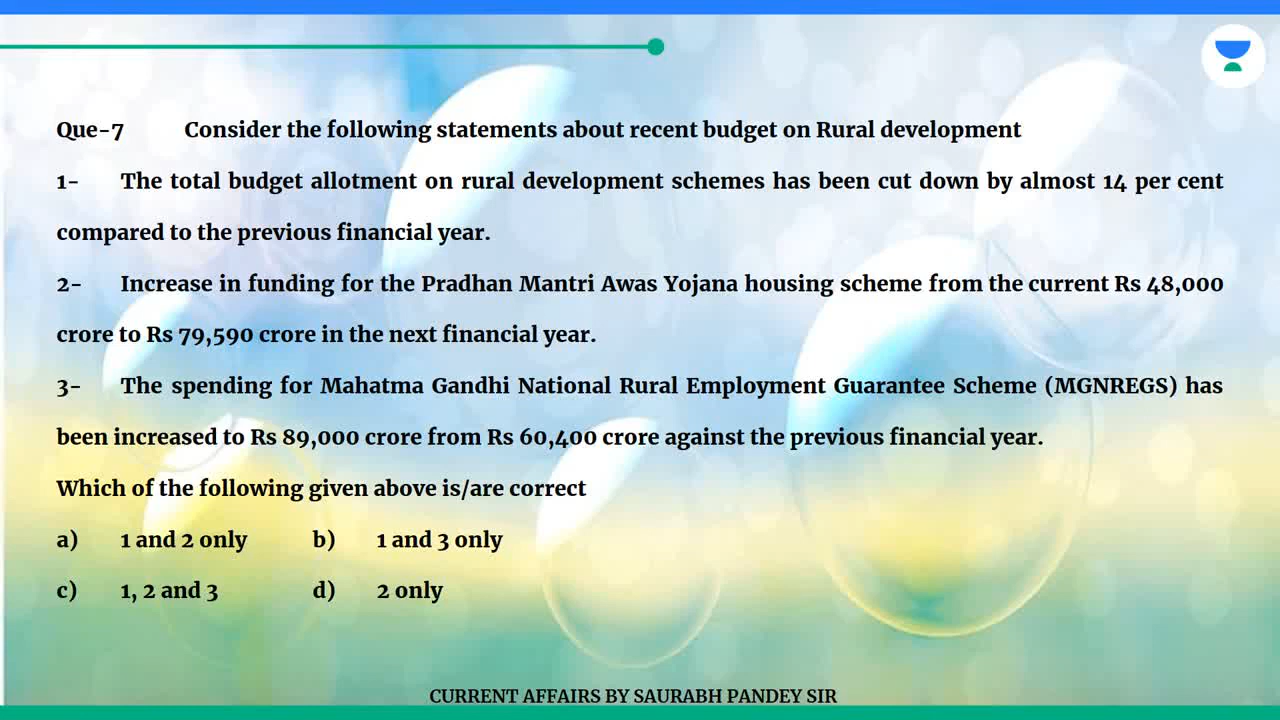 Que-7 Consider the following statements about recent budget on Rural development
1- The total budget allotment on rural development schemes has been cut down by almost 14 per cent
compared to the previous financial year.
2- Increase in funding for the Pradhan Mantri Awas Yojana housing scheme from the current Rs 48,000
crore to Rs 79,590 crore in the next financial year.
3- The spending for Mahatma Gandhi National Rural Employment Guarantee Scheme (MGNREGS) has
been increased to Rs 89,000 crore from Rs 60,400 crore against the previous financial year.
Which of the following given above is/are correct
a) 1 and 2 only b) 1 and 3 only
c) 1, 2 and 3 d) 2 only
CURRENT AFFAIRS BY SAURABH PANDEY SIR